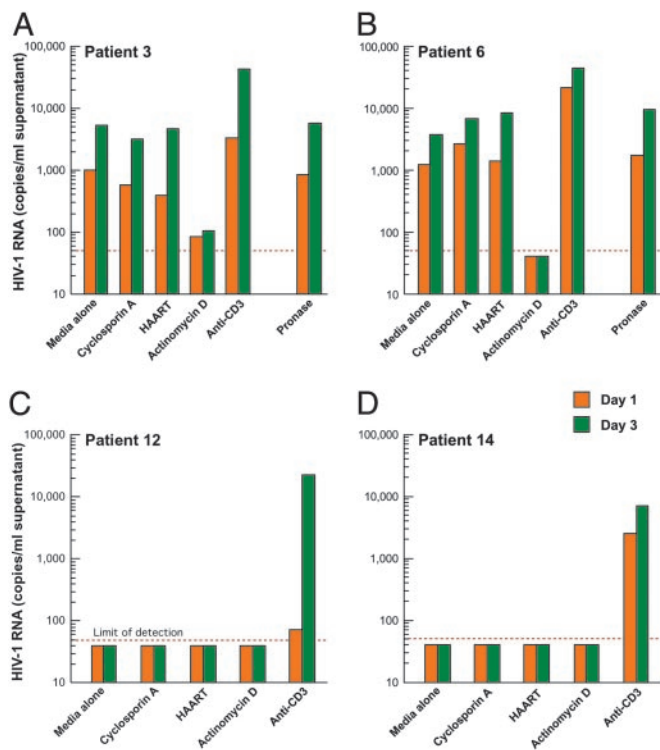 A
Patient 3
HIV-1 RNA (copies/ml supernatant)
100,000
10,000
1,000
100
10
Media alone
Cyclosporin A
HAART
Actinomycin D
Anti-CD3
Pronase
B
Patient 6
100,000
10,000
1,000
100
10
Media alone
Cyclosporin A
HAART
Actinomycin D
Anti-CD3
Pronase
C
Patient 12
HIV-1 RNA (copies/ml supernatant)
100,000
10,000
1,000
100
10
Limit of detection
Media alone
Cyclosporin A
HAART
Actinomycin D
Anti-CD3
D
Patient 14
Day 1
Day 3
100,000
10,000
1,000
100
10
Media alone
Cyclosporin A
HAART
Actinomycin D
Anti-CD3